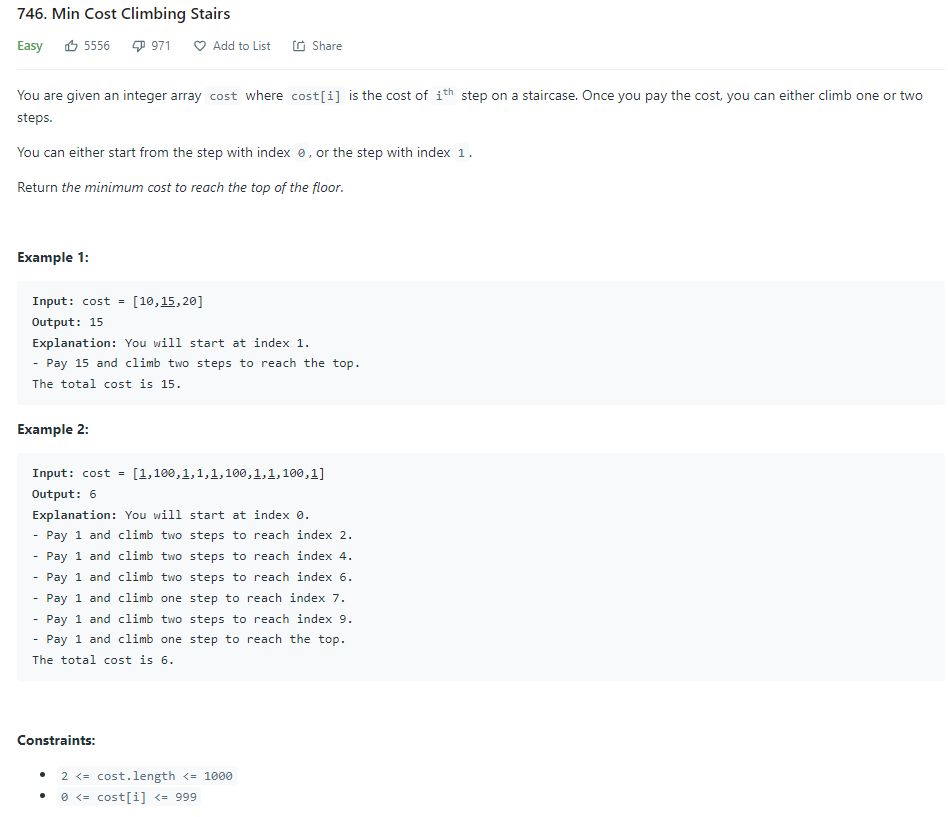 746. Min Cost Climbing Stairs
Easy 5556 971 Add to List Share
You are given an integer array cost where cost[i] is the cost of ith step on a staircase. Once you pay the cost, you can either climb one or two
steps.
You can either start from the step with index 0, or the step with index 1.
Return the minimum cost to reach the top of the floor.
Example 1:
Input: cost = [10,15,20]
Output: 15
Explanation: You will start at index 1.
- Pay 15 and climb two steps to reach the top.
The total cost is 15.
Example 2:
Input: cost = [1,100,1,1,1,100,1,1,100,1]
Output: 6
Explanation: You will start at index 0.
- Pay 1 and climb two steps to reach index 2.
- Pay 1 and climb two steps to reach index 4.
- Pay 1 and climb two steps to reach index 6.
- Pay 1 and climb one step to reach index 7.
- Pay 1 and climb two steps to reach index 9.
- Pay 1 and climb one step to reach the top.
The total cost is 6.
Constraints:
• 2 <= cost.length <= 1000
• 0 <= cost[i] <= 999